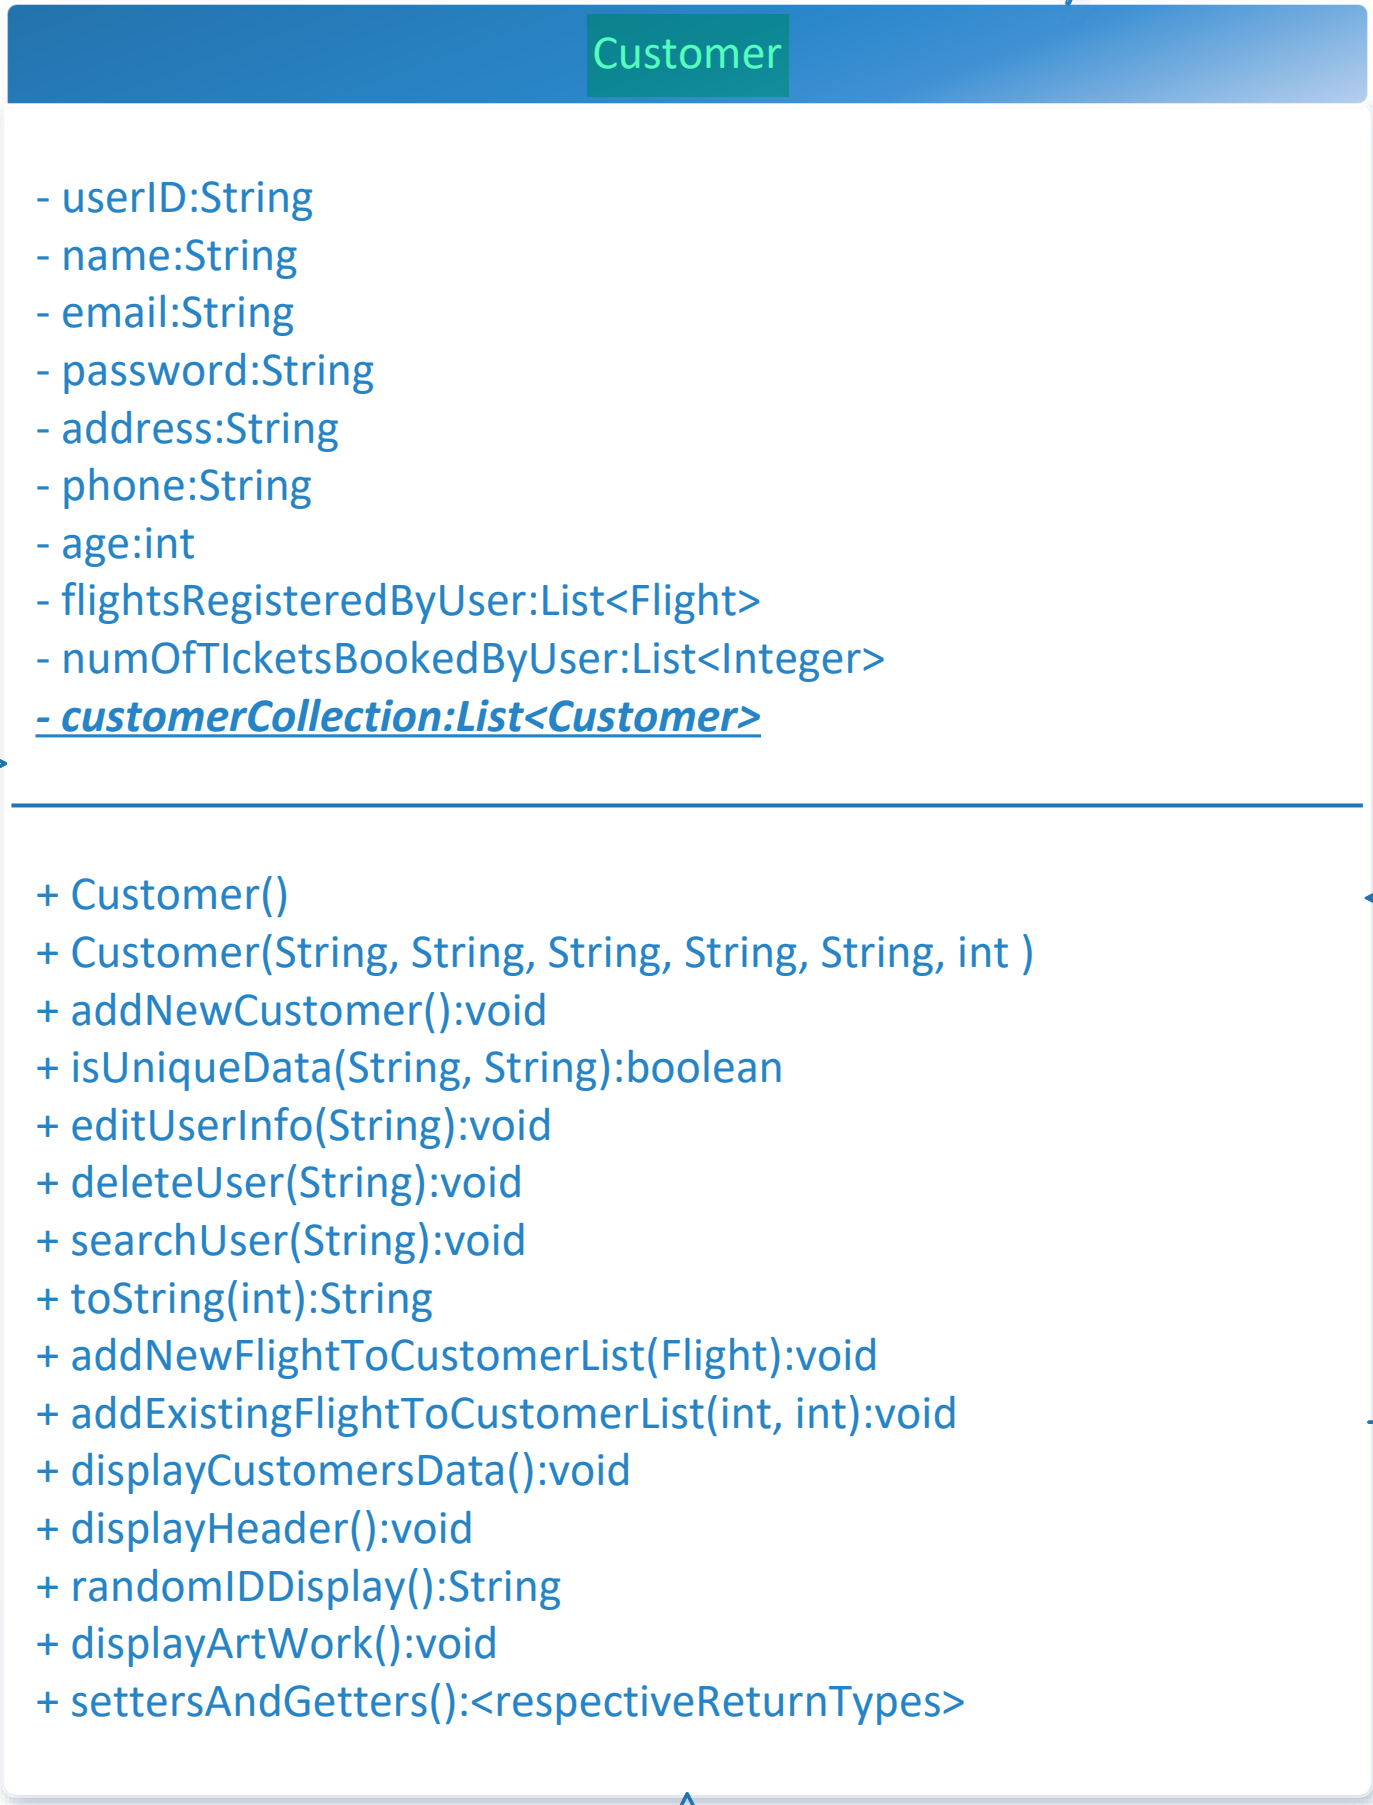 Customer
- userID:String
- name:String
- email:String
- password:String
- address:String
- phone:String
- age:int
- flightsRegisteredByUser:List<Flight>
- numOfTIcketsBookedByUser:List<Integer>
- customerCollection:List<Customer>
+ Customer()
+ Customer(String, String, String, String, String, int )
+ addNewCustomer():void
+ isUniqueData(String, String):boolean
+ editUserInfo(String):void
+ deleteUser(String):void
+ searchUser(String):void
+ toString(int):String
+ addNewFlightToCustomerList(Flight):void
+ addExistingFlightToCustomerList(int, int):void
+ displayCustomersData():void
+ displayHeader():void
+ randomIDDisplay():String
+ displayArtWork():void
+ settersAndGetters():<respectiveReturnTypes>